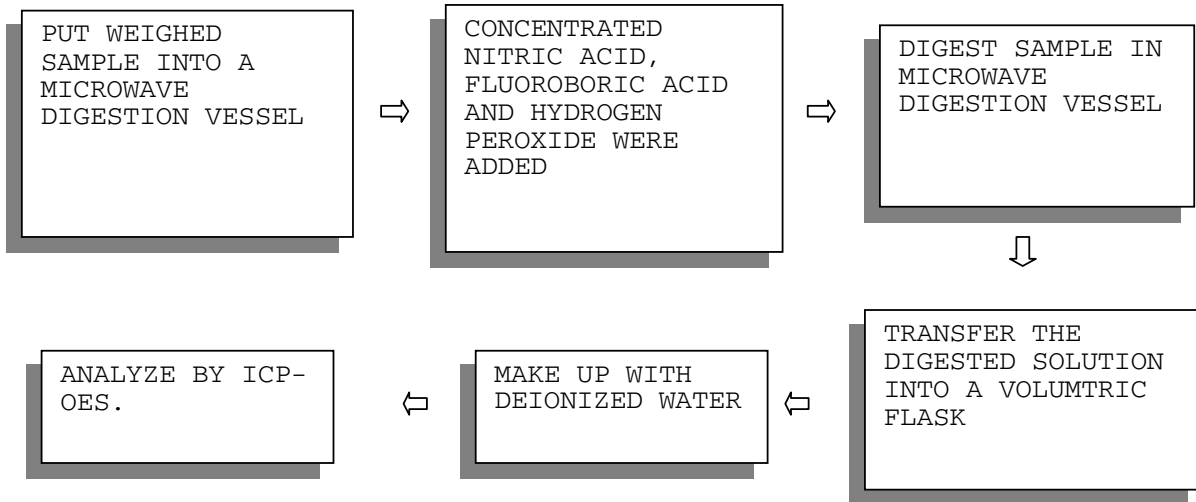 PUT WEIGHED
SAMPLE INTO A
MICROWAVE
DIGESTION VESSEL
CONCENTRATED
NITRIC ACID,
FLUOROBORIC ACID
AND HYDROGEN
PEROXIDE WERE
ADDED
DIGEST SAMPLE IN
MICROWAVE
DIGESTION VESSEL
TRANSFER THE
DIGESTED SOLUTION
INTO A VOLUMTRIC
FLASK
MAKE UP WITH
DEIONIZED WATER
ANALYZE BY ICP-
OES.